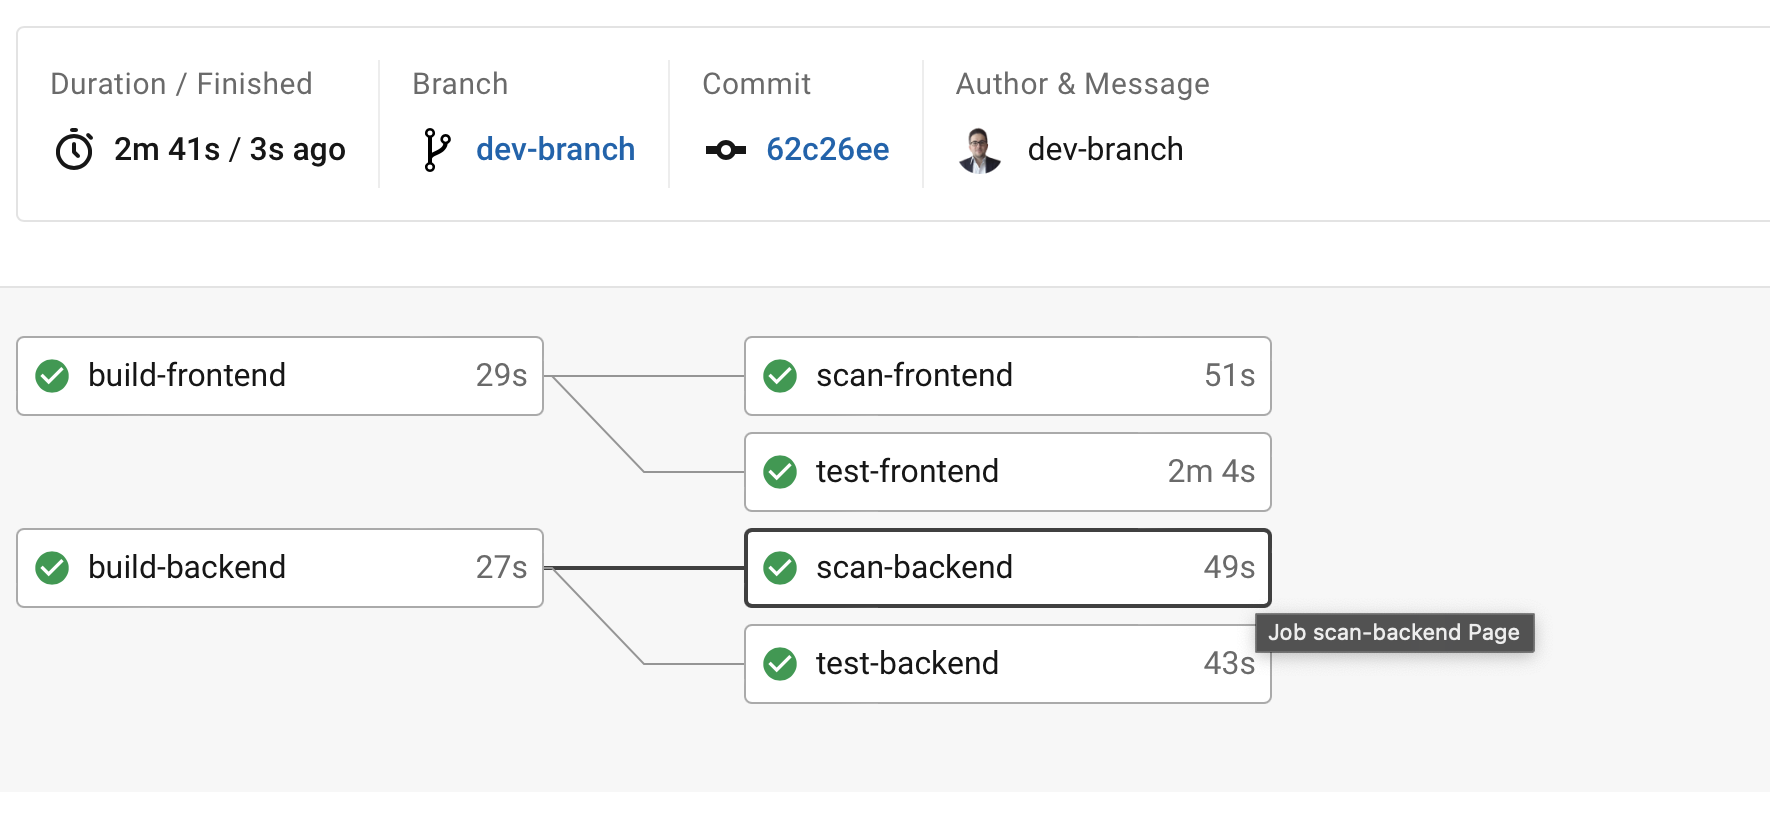 Duration / Finished
2m 41s / 3s ago
Branch
dev-branch
Commit
62c26ee
Author & Message
dev-branch
build-frontend 29s
scan-frontend 51s
test-frontend 2m 4s
build-backend 27s
scan-backend 49s
Job scan-backend Page
test-backend 43s